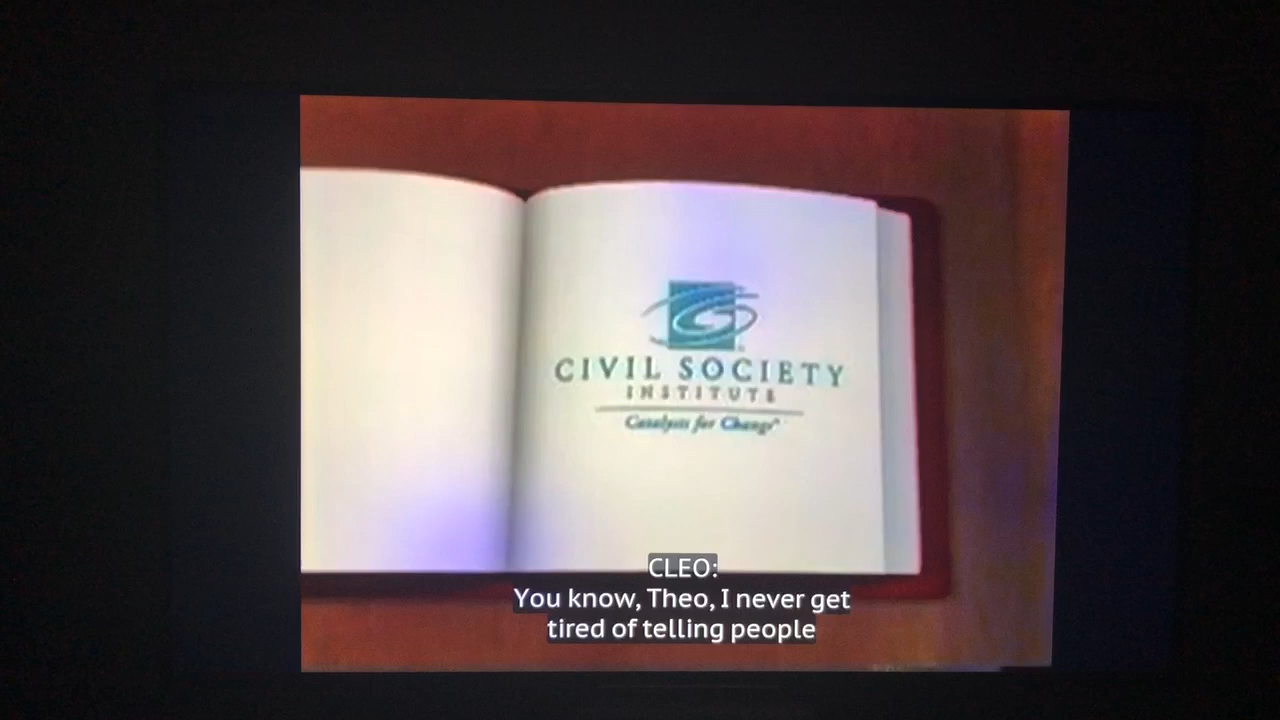 CIVIL SOCIETY
INSTITUTE
Catalysts for Change
CLEO:
You know, Theo, I never get
tired of telling people